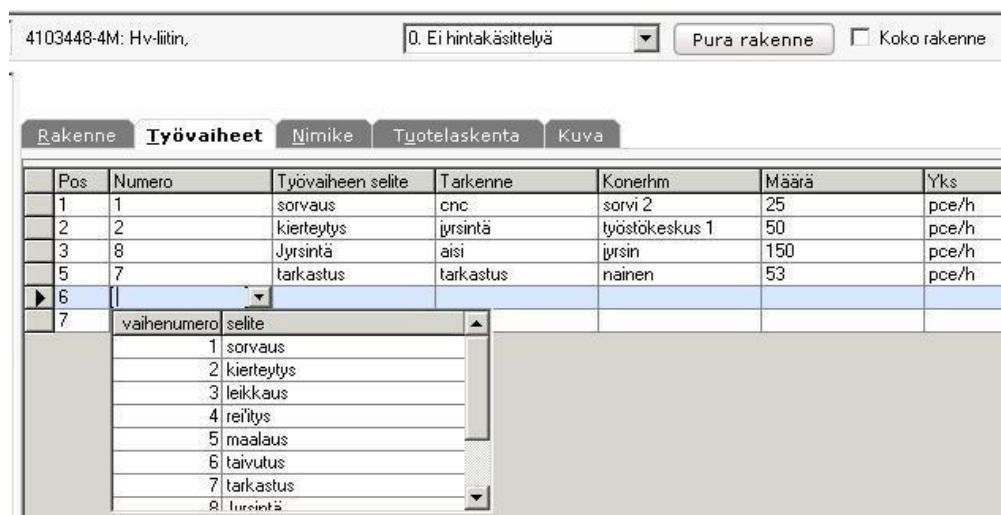 4103448-4M: Hv-liitin, 0. Ei hintakäsittelyä Pura rakenne Koko rakenne
Rakenne Työvaiheet Nimike Tuotelaskenta Kuva
Pos Numero Työvaiheen selite Tarkenne Konerhm Määrä Yks
1 1 sorvaus cnc sorvi 2 25 pce/h
2 2 kierteytys jyrsintä työstökeskus 1 50 pce/h
3 8 Jyrsintä aisi jyrsin 150 pce/h
5 7 tarkastus tarkastus nainen 53 pce/h
6
7
vaihenumero selite
1 sorvaus
2 kierteytys
3 leikkaus
4 rei'itys
5 maalaus
6 taivutus
7 tarkastus
8 Jyrsintä